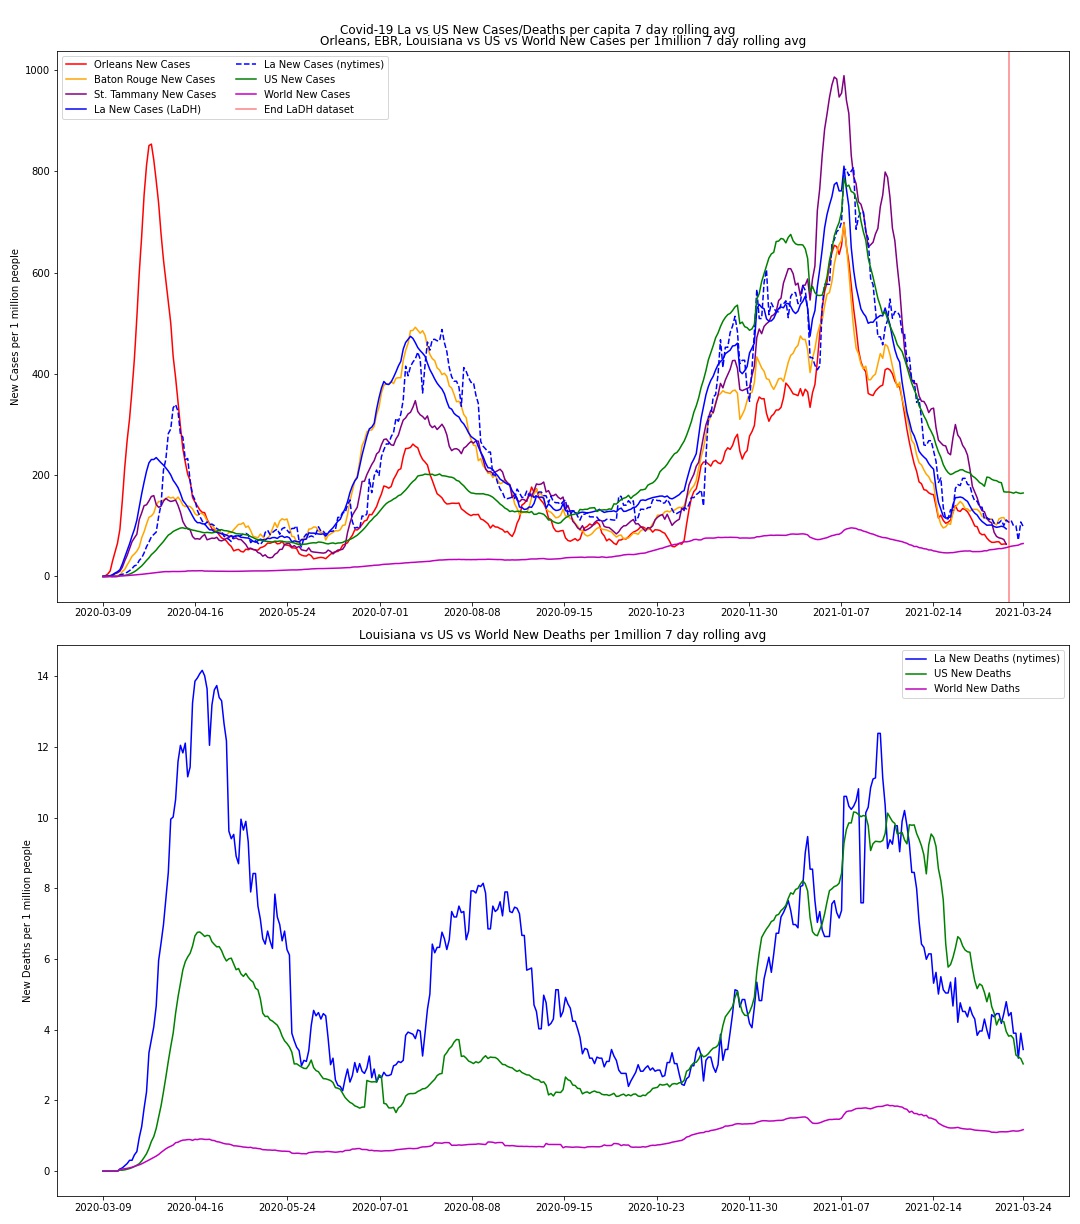 Covid-19 La vs US New Cases/Deaths per capita 7 day rolling avg
Orleans, EBR, Louisiana vs US vs World New Cases per 1million 7 day rolling avg
Orleans New Cases
Baton Rouge New Cases
St. Tammany New Cases
La New Cases (LaDH)
La New Cases (nytimes)
US New Cases
World New Cases
End LaDH dataset
New Cases per 1 million people
1000
800
600
400
200
0
2020-03-09 2020-04-16 2020-05-24 2020-07-01 2020-08-08 2020-09-15 2020-10-23 2020-11-30 2021-01-07 2021-02-14 2021-03-24
Louisiana vs US vs World New Deaths per 1million 7 day rolling avg
La New Deaths (nytimes)
US New Deaths
World New Daths
New Deaths per 1 million people
14
12
10
8
6
4
2
0
2020-03-09 2020-04-16 2020-05-24 2020-07-01 2020-08-08 2020-09-15 2020-10-23 2020-11-30 2021-01-07 2021-02-14 2021-03-24